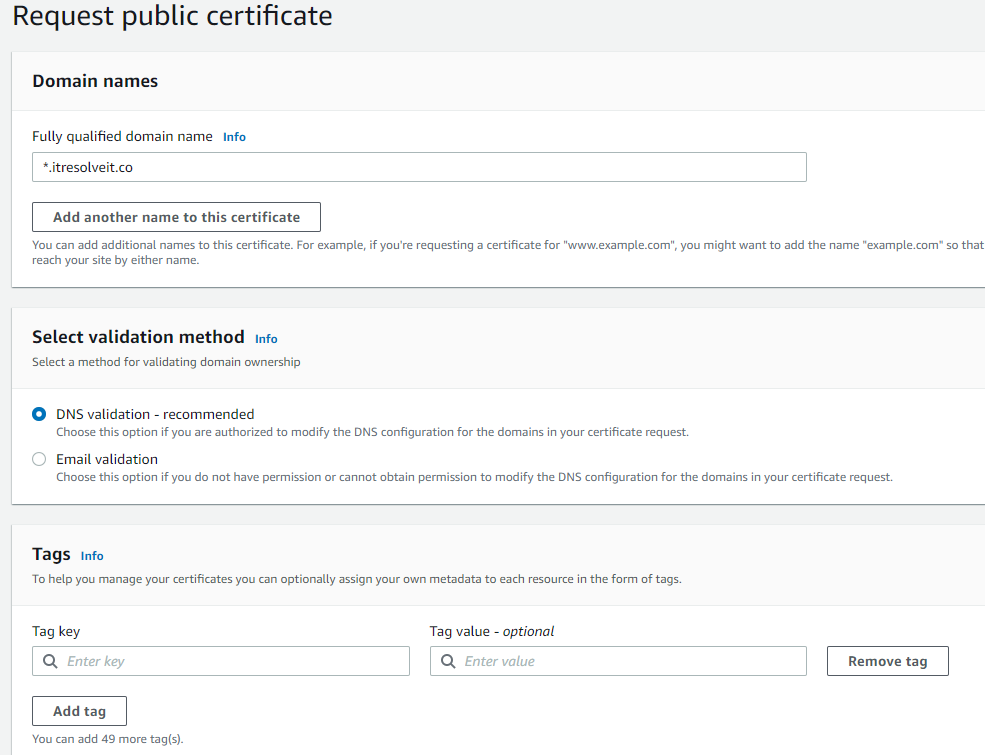 Request public certificate
Domain names
Fully qualified domain name Info
*.itresolveit.co
Add another name to this certificate
You can add additional names to this certificate. For example, if you're requesting a certificate for "www.example.com", you might want to add the name "example.com" so that
reach your site by either name.
Select validation method Info
Select a method for validating domain ownership
DNS validation - recommended
Choose this option if you are authorized to modify the DNS configuration for the domains in your certificate request.
Email validation
Choose this option if you do not have permission or cannot obtain permission to modify the DNS configuration for the domains in your certificate request.
Tags Info
To help you manage your certificates you can optionally assign your own metadata to each resource in the form of tags.
Tag key Tag value - optional
Enter key Enter value Remove tag
Add tag
You can add 49 more tag(s).